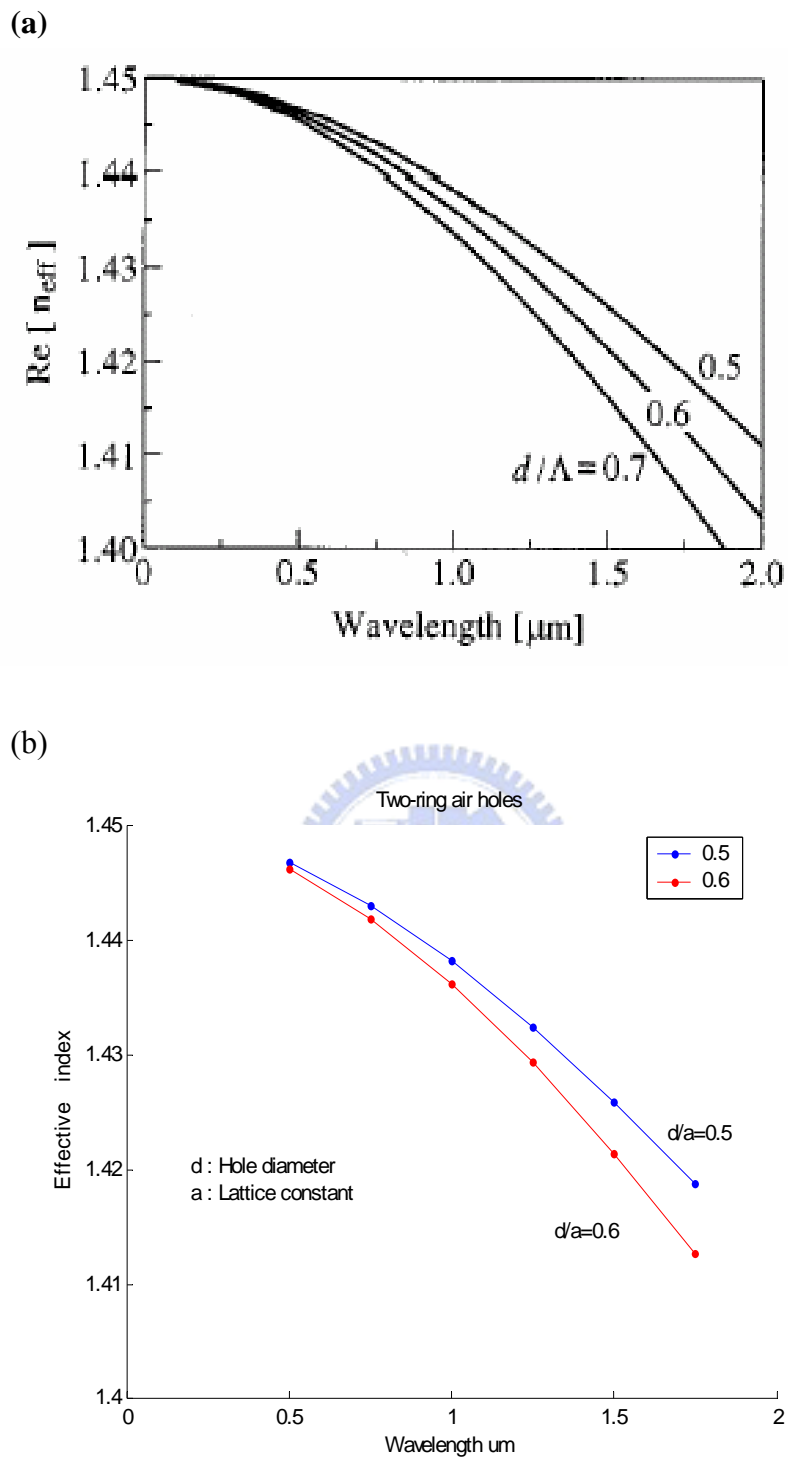 (a)
1.45
1.44
1.43
1.42
1.41
1.40
Re [ neff ]
0.5
0.6
d/Λ=0.7
0
0.5
1.0
1.5
2.0
Wavelength [μm]
(b)
Two-ring air holes
1.45
1.44
1.43
1.42
1.41
1.4
Effective index
0.5
0.6
d/a=0.5
d : Hole diameter
a : Lattice constant
d/a=0.6
0
0.5
1
1.5
2
Wavelength um